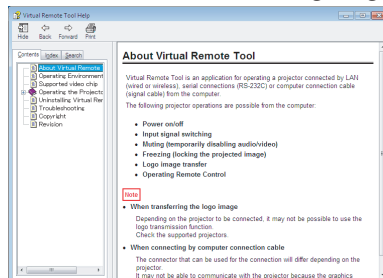 Virtual Remote Tool Help
Hide Back Forward Print
Contents Index Search
About Virtual Remote
Operating Environment
Supported video chip
Operating the Projecto
Uninstalling Virtual Rer
Troubleshooting
Copyright
Revision
About Virtual Remote Tool
Virtual Remote Tool is an application for operating a projector connected by LAN
(wired or wireless), serial connections (RS-232C) or computer connection cable
(signal cable) from the computer.
The following projector operations are possible from the computer:
• Power on/off
• Input signal switching
• Muting (temporarily disabling audio/video)
• Freezing (locking the projected image)
• Logo image transfer
• Operating Remote Control
Note
• When transferring the logo image
Depending on the projector to be connected, it may not be possible to use the
logo transmission function.
Check the supported projectors.
• When connecting by computer connection cable
The connector that can be used for the connection will differ depending on the
projector.
It may not be able to communicate with the projector because the graphics